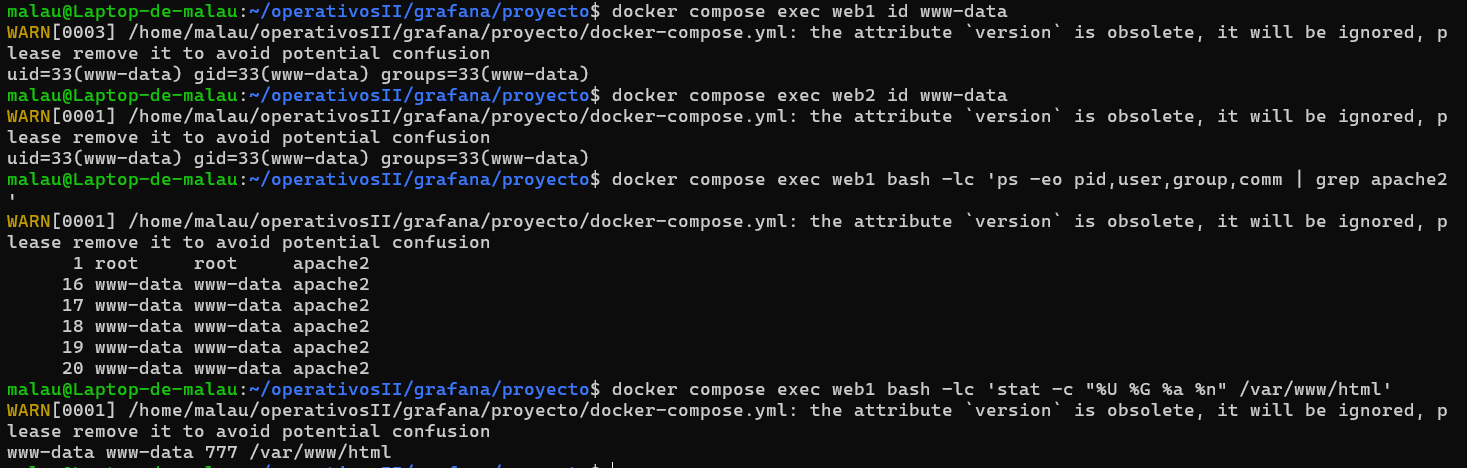 malau@Laptop-de-malau:~/operativosII/grafana/proyecto$ docker compose exec web1 id www-data
WARN[0003] /home/malau/operativosII/grafana/proyecto/docker-compose.yml: the attribute `version` is obsolete, it will be ignored, p
lease remove it to avoid potential confusion
uid=33(www-data) gid=33(www-data) groups=33(www-data)
malau@Laptop-de-malau:~/operativosII/grafana/proyecto$ docker compose exec web2 id www-data
WARN[0001] /home/malau/operativosII/grafana/proyecto/docker-compose.yml: the attribute `version` is obsolete, it will be ignored, p
lease remove it to avoid potential confusion
uid=33(www-data) gid=33(www-data) groups=33(www-data)
malau@Laptop-de-malau:~/operativosII/grafana/proyecto$ docker compose exec web1 bash -lc 'ps -eo pid,user,group,comm | grep apache2
'
WARN[0001] /home/malau/operativosII/grafana/proyecto/docker-compose.yml: the attribute `version` is obsolete, it will be ignored, p
lease remove it to avoid potential confusion
      1 root     root     apache2
     16 www-data www-data apache2
     17 www-data www-data apache2
     18 www-data www-data apache2
     19 www-data www-data apache2
     20 www-data www-data apache2
malau@Laptop-de-malau:~/operativosII/grafana/proyecto$ docker compose exec web1 bash -lc 'stat -c "%U %G %a %n" /var/www/html'
WARN[0001] /home/malau/operativosII/grafana/proyecto/docker-compose.yml: the attribute `version` is obsolete, it will be ignored, p
lease remove it to avoid potential confusion
www-data www-data 777 /var/www/html
malau@Laptop-de-malau:~/operativosII/grafana/proyecto$